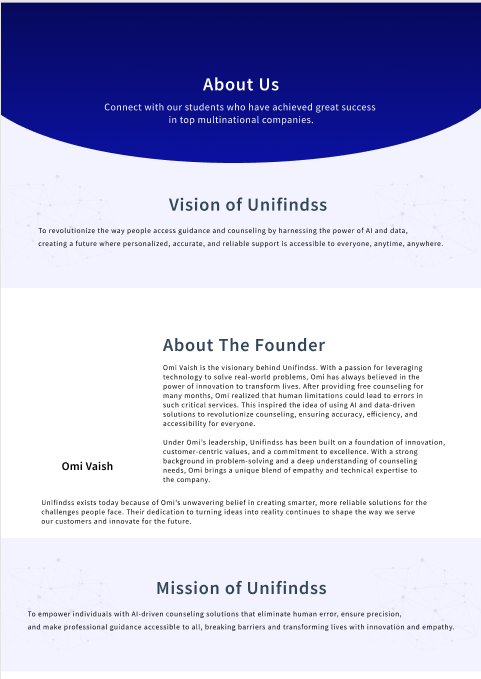 About Us
Connect with our students who have achieved great success
in top multinational companies.
Vision of Unifindss
To revolutionize the way people access guidance and counseling by harnessing the power of AI and data,
creating a future where personalized, accurate, and reliable support is accessible to everyone, anytime, anywhere.
About The Founder
Omi Vaish is the visionary behind Unifindss. With a passion for leveraging
technology to solve real-world problems, Omi has always believed in the
power of innovation to transform lives. After providing free counseling for
many months, Omi realized that human limitations could lead to errors in
such critical services. This inspired the idea of using AI and data-driven
solutions to revolutionize counseling, ensuring accuracy, efficiency, and
accessibility for everyone.
Under Omi's leadership, Unifindss has been built on a foundation of innovation,
customer-centric values, and a commitment to excellence. With a strong
background in problem-solving and a deep understanding of counseling
needs, Omi brings a unique blend of empathy and technical expertise to
the company.
Omi Vaish
Unifindss exists today because of Omi's unwavering belief in creating smarter, more reliable solutions for the
challenges people face. Their dedication to turning ideas into reality continues to shape the way we serve
our customers and innovate for the future.
Mission of Unifindss
To empower individuals with AI-driven counseling solutions that eliminate human error, ensure precision,
and make professional guidance accessible to all, breaking barriers and transforming lives with innovation and empathy.